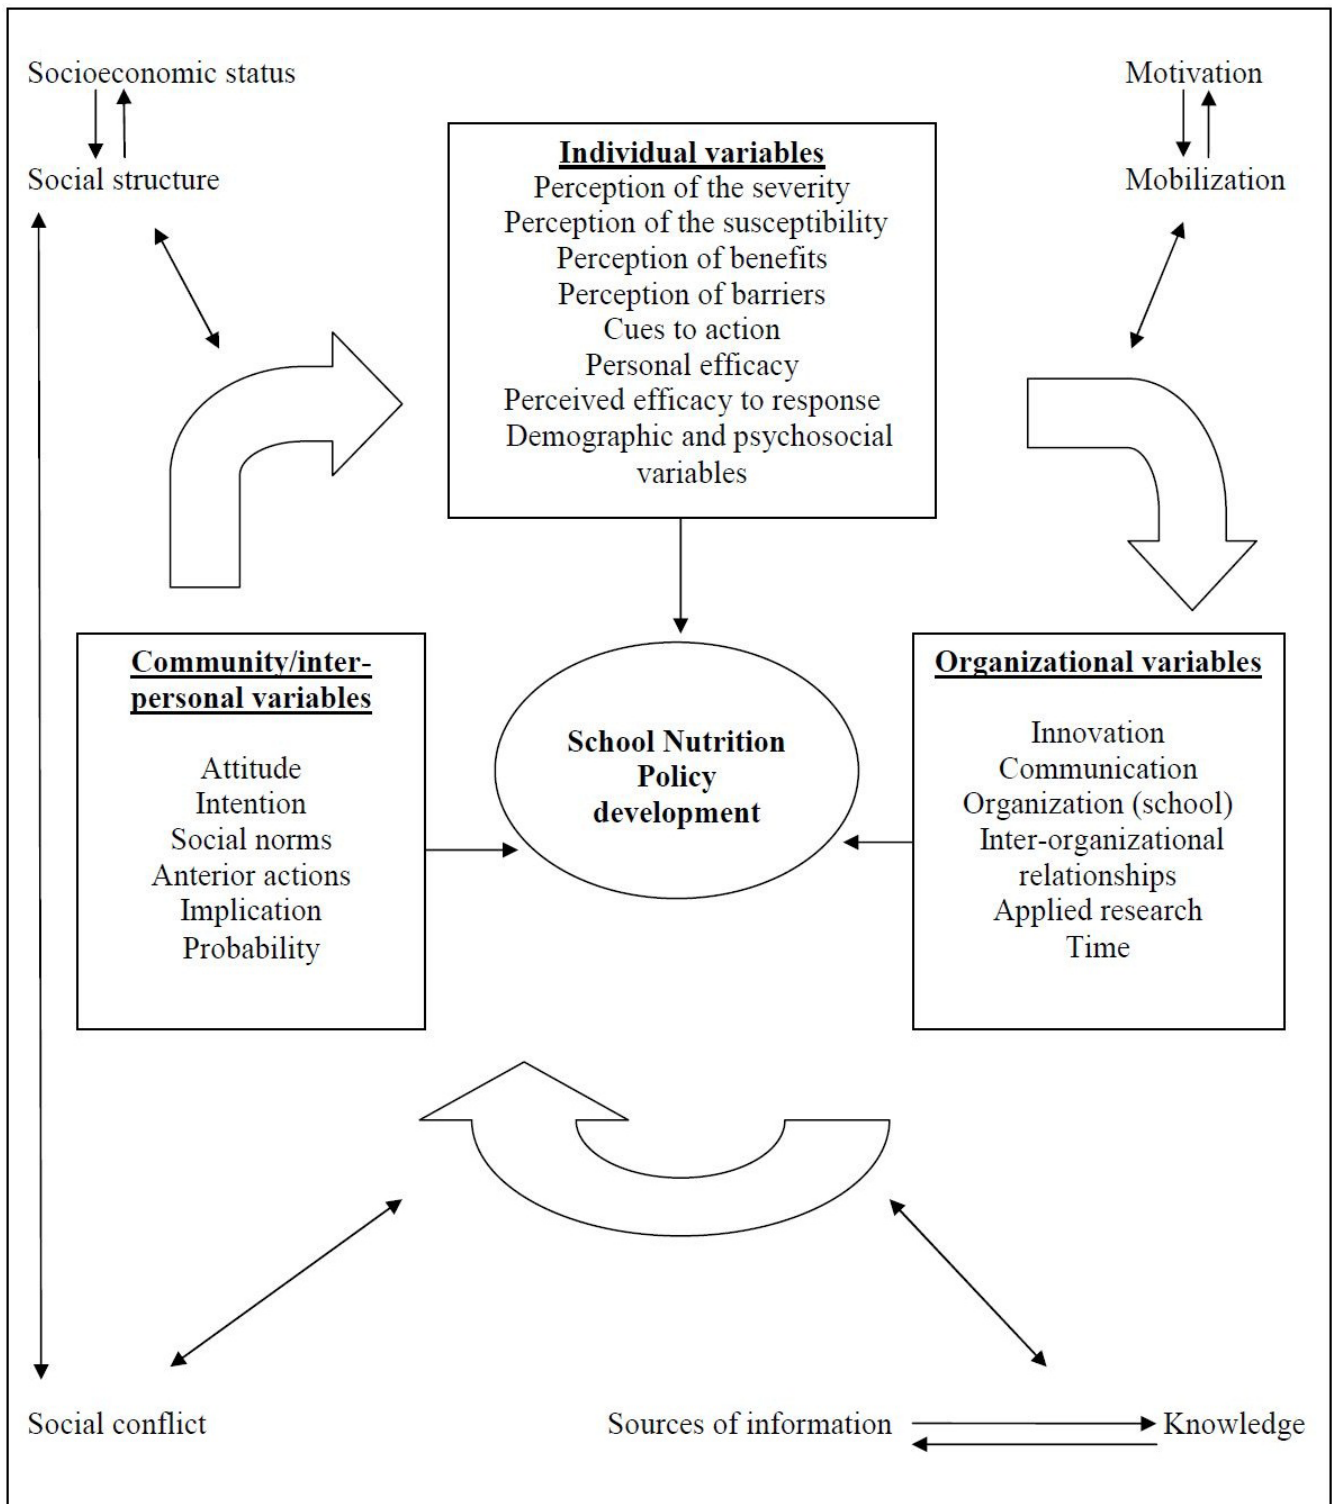 Socioeconomic status
Social structure
Motivation
Mobilization
Individual variables
Perception of the severity
Perception of the susceptibility
Perception of benefits
Perception of barriers
Cues to action
Personal efficacy
Perceived efficacy to response
Demographic and psychosocial
variables
Community/inter-
personal variables
Attitude
Intention
Social norms
Anterior actions
Implication
Probability
School Nutrition
Policy
development
Organizational variables
Innovation
Communication
Organization (school)
Inter-organizational
relationships
Applied research
Time
Social conflict
Sources of information
Knowledge